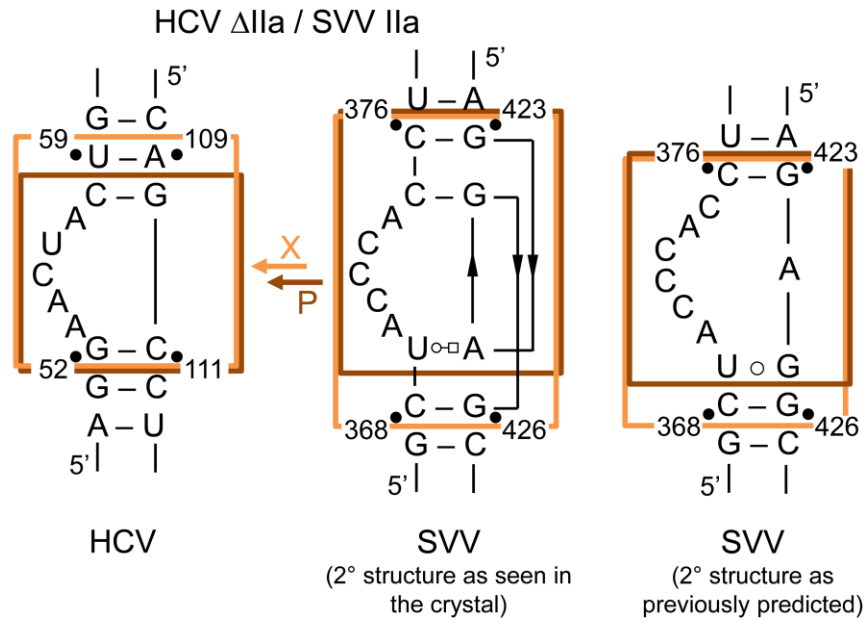 HCV ΔIIa / SVV IIa
5'
G – C
59 109
U – A
C – G
A
U
C
A
A
G – C
52 111
G – C
A – U
5'
HCV
X
P
5'
U – A
376 423
C – G
C – G
A
C
C
C
A
U A
C – G
368 426
G – C
5'
SVV
(2° structure as seen in
the crystal)
5'
U – A
376 423
C – G
C
A
C
A
C
C
A
U G
C – G
368 426
G – C
5'
SVV
(2° structure as
previously predicted)